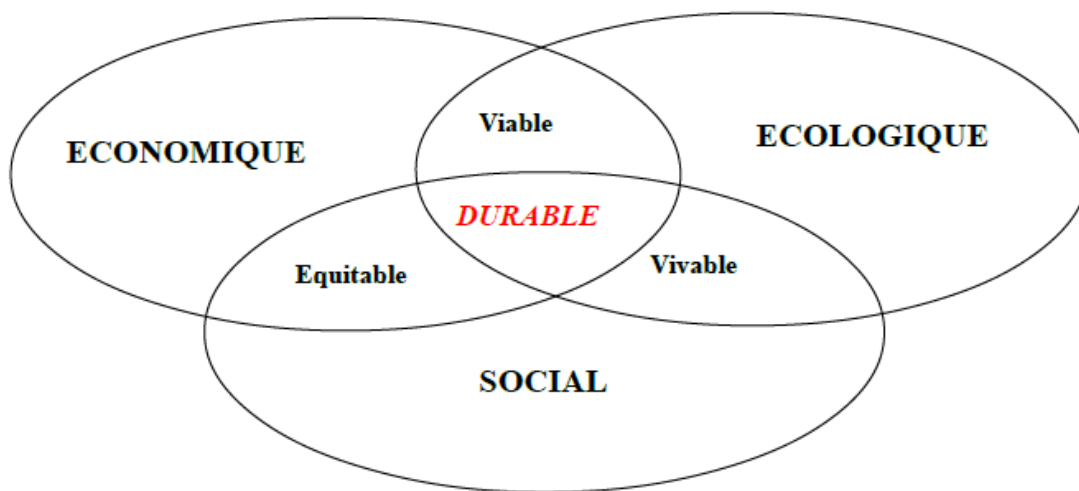 Viable
ECONOMIQUE
ECOLOGIQUE
DURABLE
Equitable
Vivable
SOCIAL